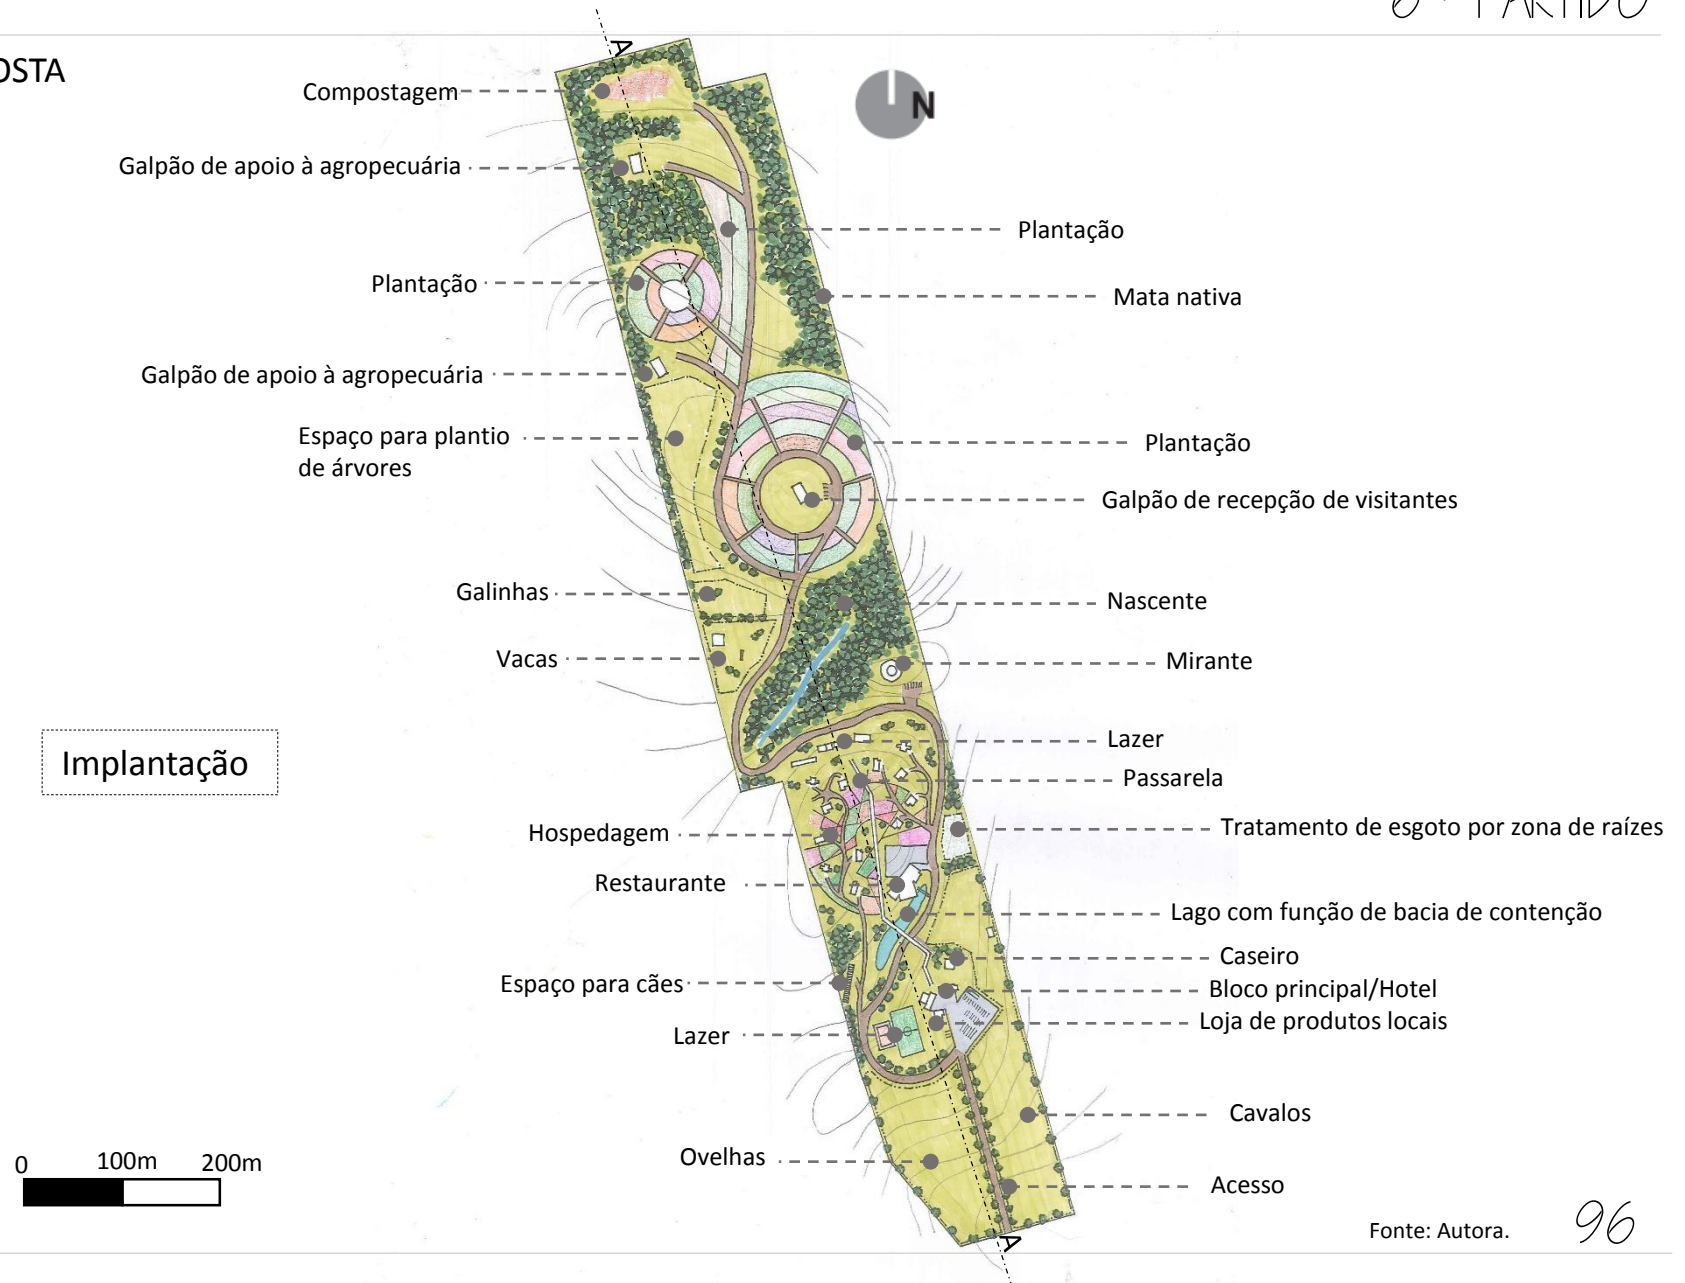 6 · PARTIDO
OSTA
A
Compostagem
N
Galpão de apoio à agropecuária
Plantação
Plantação
Mata nativa
Galpão de apoio à agropecuária
Espaço para plantio
de árvores
Plantação
Galpão de recepção de visitantes
Galinhas
Nascente
Vacas
Mirante
Implantação
Lazer
Passarela
Hospedagem
Tratamento de esgoto por zona de raízes
Restaurante
Lago com função de bacia de contenção
Caseiro
Espaço para cães
Bloco principal/Hotel
Loja de produtos locais
Lazer
Cavalos
Ovelhas
0 100m 200m
Acesso
Fonte: Autora.
96
A